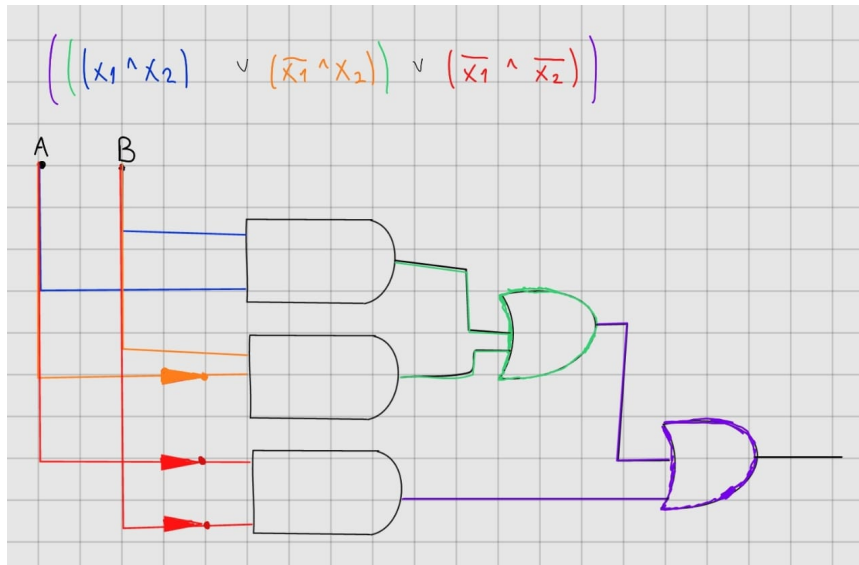 (((x1 ^ x2) v (x̅1̅ ^ x2)) v (x̅1̅ ^ x̅2̅))
A B